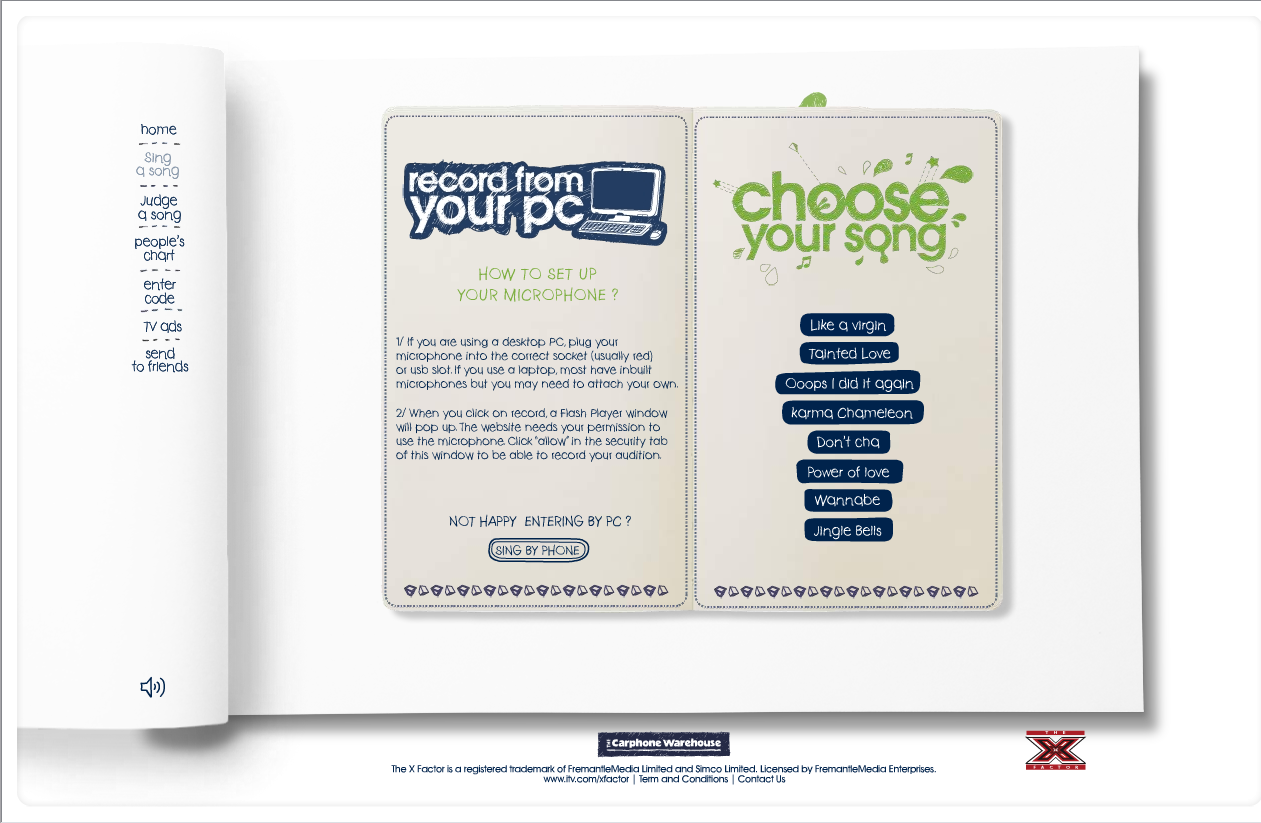 home
Sing
a song
Judge
a song
people's
chart
enter
code
TV ads
send
to friends
record from
your pc
HOW TO SET UP
YOUR MICROPHONE ?
1/ If you are using a desktop PC, plug your
microphone into the correct socket (usually red)
or usb slot. If you use a laptop, most have inbuilt
microphones but you may need to attach your own.
2/ When you click on record, a Flash Player window
will pop up. The website needs your permission to
use the microphone. Click "allow" in the security tab
of this window to be able to record your audition.
NOT HAPPY ENTERING BY PC ?
SING BY PHONE
choose
your song
Like a virgin
Tainted Love
Ooops I did it again
karma Chameleon
Don't cha
Power of love
Wannabe
Jingle Bells
The Carphone Warehouse
THE
X
FACTOR
The X Factor is a registered trademark of FremantleMedia Limited and Simco Limited. Licensed by FremantleMedia Enterprises.
www.itv.com/xfactor | Term and Conditions | Contact Us